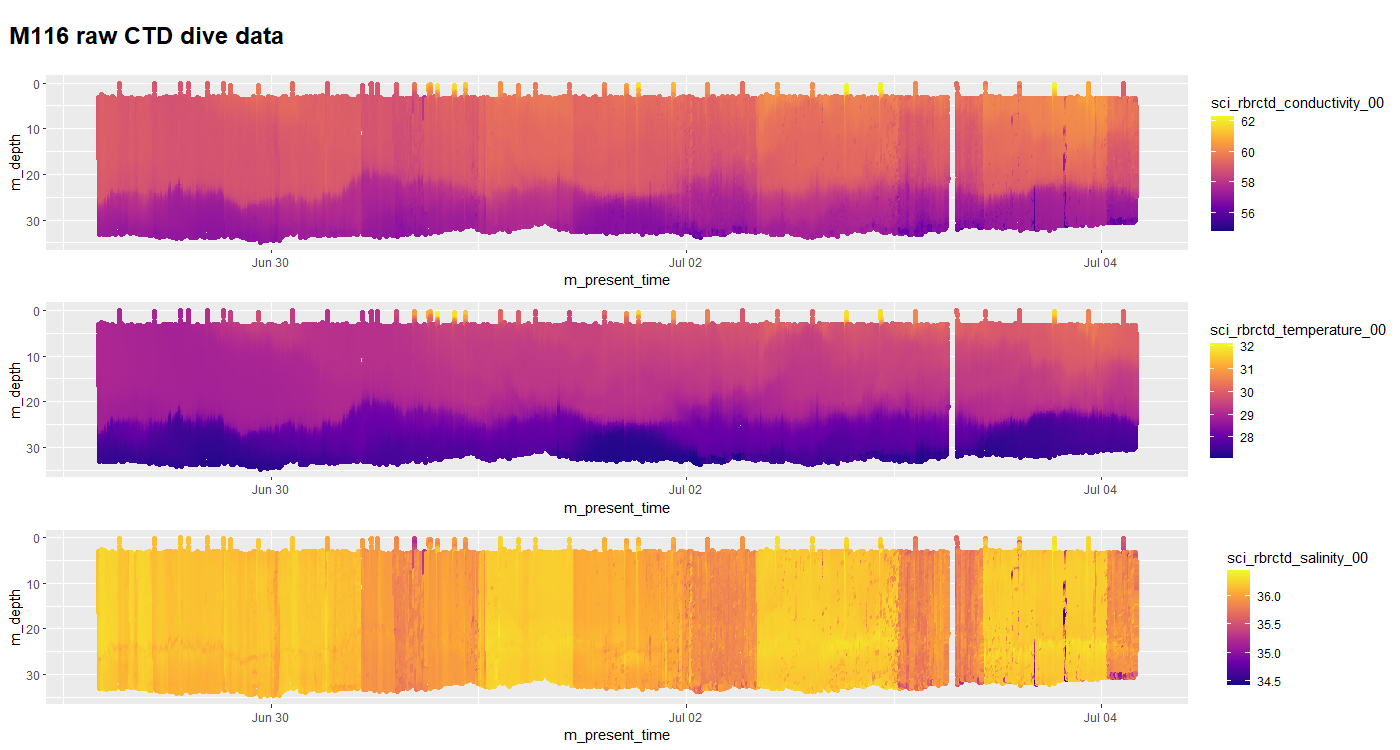 M116 raw CTD dive data
m_depth
0
10
20
30
Jun 30
Jul 02
Jul 04
m_present_time
sci_rbrctd_conductivity_00
62
60
58
56
m_depth
0
10
20
30
Jun 30
Jul 02
Jul 04
m_present_time
sci_rbrctd_temperature_00
32
31
30
29
28
m_depth
0
10
20
30
Jun 30
Jul 02
Jul 04
m_present_time
sci_rbrctd_salinity_00
36.0
35.5
35.0
34.5